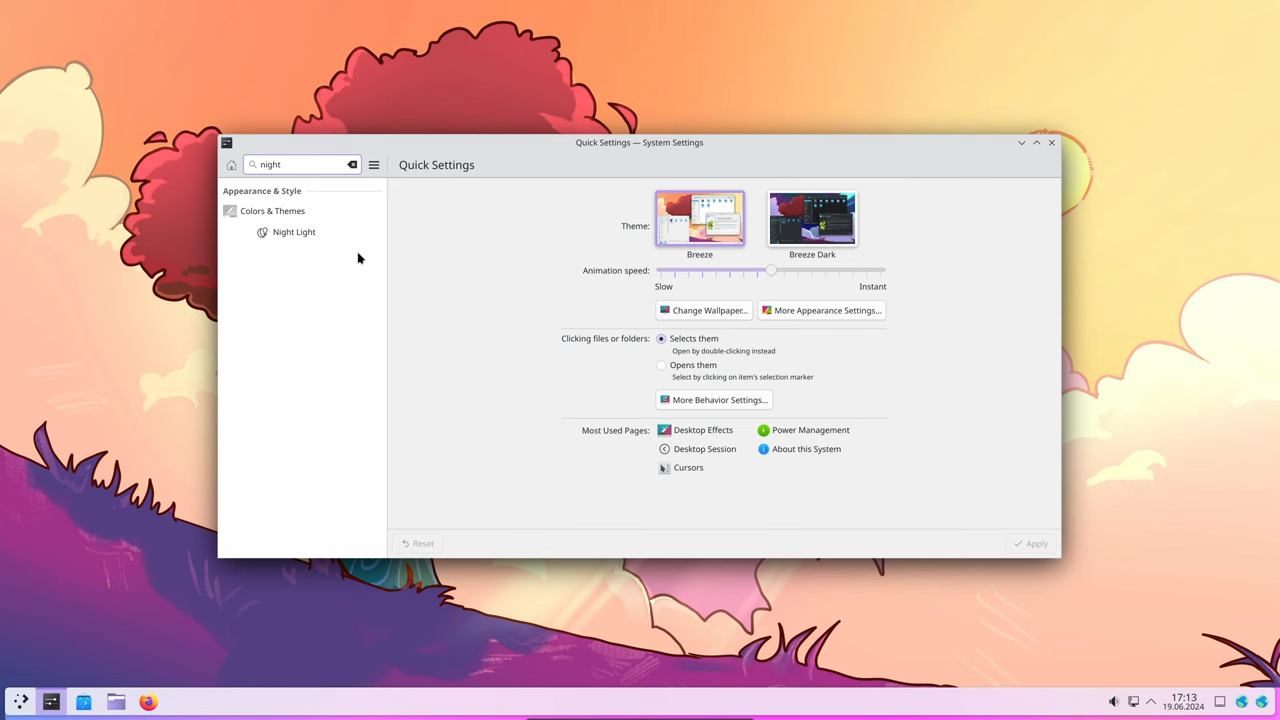 Quick Settings — System Settings
night
Quick Settings
Appearance & Style
Colors & Themes
Night Light
Theme:
Breeze
Breeze Dark
Animation speed:
Slow
Instant
Change Wallpaper...
More Appearance Settings...
Clicking files or folders:
Selects them
Open by double-clicking instead
Opens them
Select by clicking on item's selection marker
More Behavior Settings...
Most Used Pages:
Desktop Effects
Power Management
Desktop Session
About this System
Cursors
Reset
Apply
17:13
19.06.2024